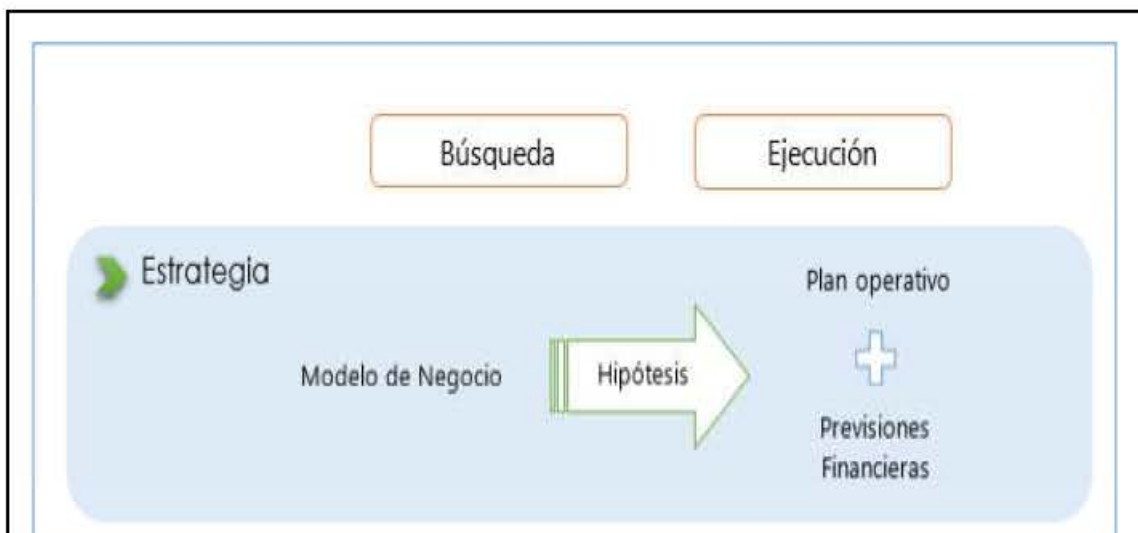 Búsqueda
Ejecución
Estrategia
Plan operativo
Modelo de Negocio
Hipótesis
Previsiones
Financieras